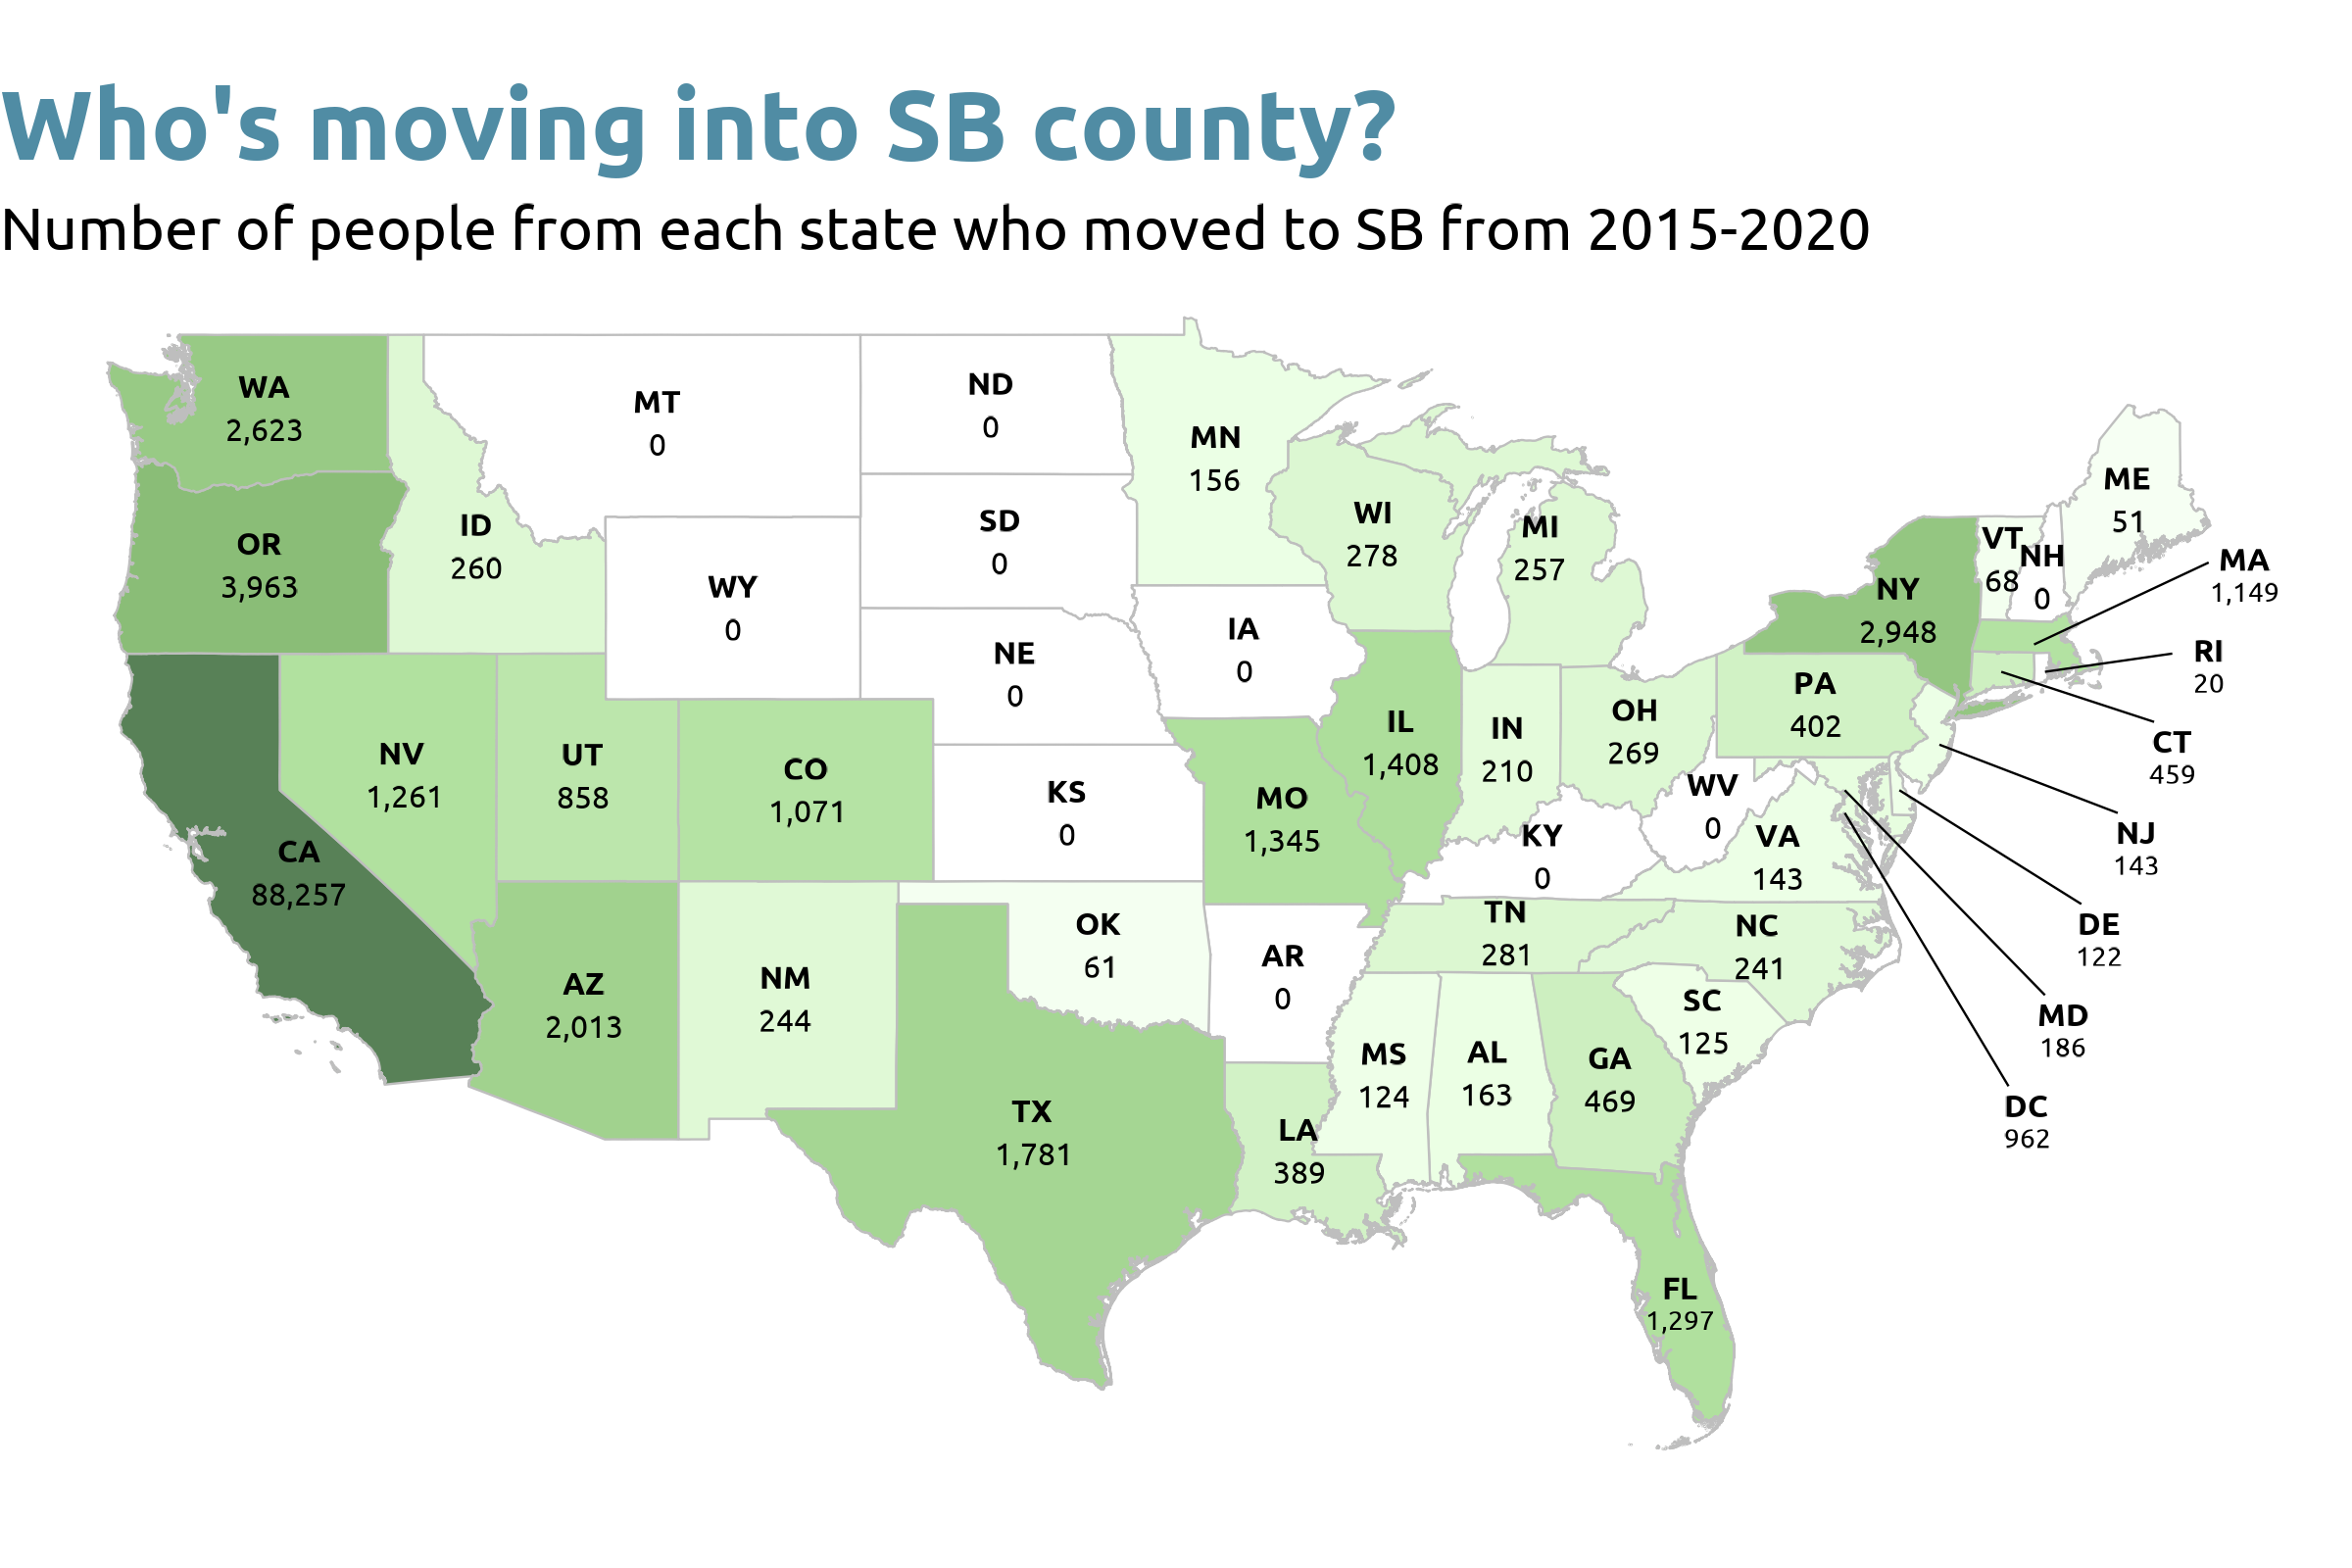 Who's moving into SB county?
Number of people from each state who moved to SB from 2015-2020
WA
2,623
MT
0
ND
0
MN
156
ME
51
OR
3,963
ID
260
WY
0
SD
0
WI
278
MI
257
NY
2,948
VT
68
NH
0
MA
1,149
RI
20
NE
0
IA
0
NV
1,261
UT
858
CO
1,071
KS
0
MO
1,345
IL
1,408
IN
210
OH
269
PA
402
CT
459
WV
0
KY
0
VA
143
NJ
143
CA
88,257
AZ
2,013
NM
244
OK
61
AR
0
TN
281
NC
241
DE
122
SC
125
MD
186
TX
1,781
LA
389
MS
124
AL
163
GA
469
DC
962
FL
1,297